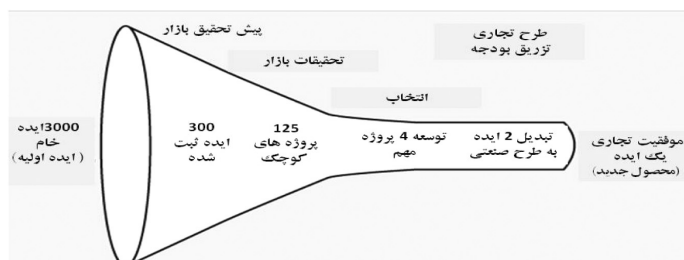 پیش تحقیق بازار
تحقیقات بازار
انتخاب
طرح تجاری
تزریق بودجه
3000ایده
خام
(ایده اولیه)
300
ایده ثبت
شده
125
پروژه های
کوچک
توسعه 4 پروژه
مهم
تبدیل 2 ایده
به طرح صنعتی
موفقیت تجاری
یک ایده
(محصول جدید)